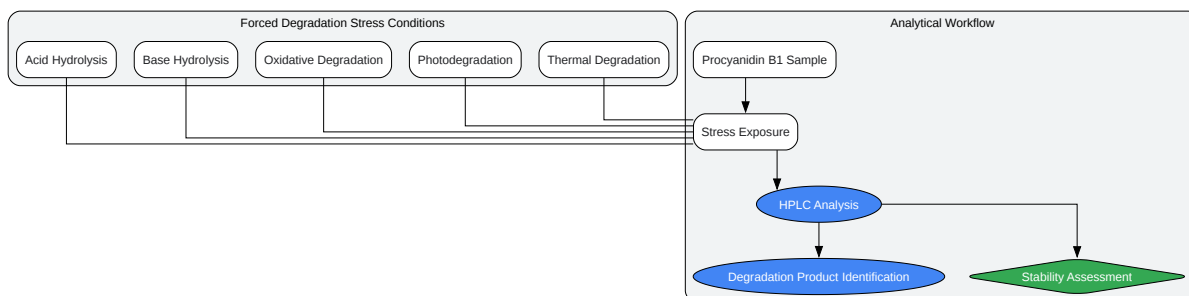 Forced Degradation Stress Conditions
Acid Hydrolysis
Base Hydrolysis
Oxidative Degradation
Photodegradation
Thermal Degradation
Analytical Workflow
Procyanidin B1 Sample
Stress Exposure
HPLC Analysis
Degradation Product Identification
Stability Assessment